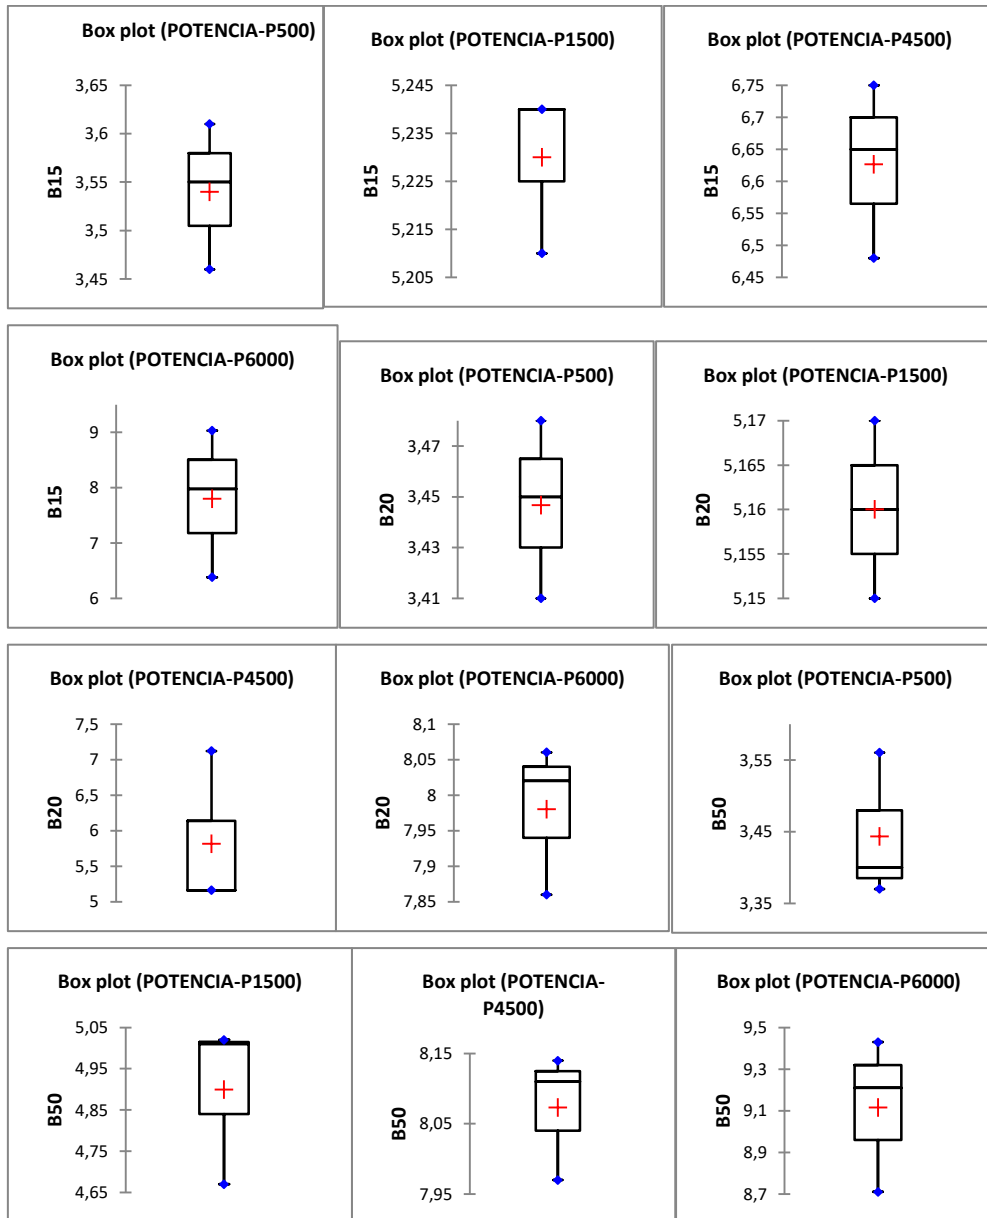 Box plot (POTENCIA-P500)
3,65
3,6
3,55
3,5
3,45
B15
Box plot (POTENCIA-P1500)
5,245
5,235
5,225
5,215
5,205
B15
Box plot (POTENCIA-P4500)
6,75
6,7
6,65
6,6
6,55
6,5
6,45
B15
Box plot (POTENCIA-P6000)
9
8
7
6
B15
Box plot (POTENCIA-P500)
3,47
3,45
3,43
3,41
B20
Box plot (POTENCIA-P1500)
5,17
5,165
5,16
5,155
5,15
B20
Box plot (POTENCIA-P4500)
7,5
7
6,5
6
5,5
5
B20
Box plot (POTENCIA-P6000)
8,1
8,05
8
7,95
7,9
7,85
B20
Box plot (POTENCIA-P500)
3,55
3,45
3,35
B50
Box plot (POTENCIA-P1500)
5,05
4,95
4,85
4,75
4,65
B50
Box plot (POTENCIA-
P4500)
8,15
8,05
7,95
B50
Box plot (POTENCIA-P6000)
9,5
9,3
9,1
8,9
8,7
B50